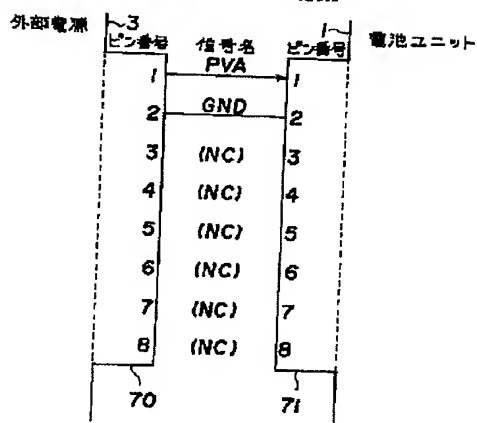 外部電源 3 1 電池ユニット
ピン番号 信号名 ピン番号
1 PVA 1
2 GND 2
3 (NC) 3
4 (NC) 4
5 (NC) 5
6 (NC) 6
7 (NC) 7
8 (NC) 8
70 71